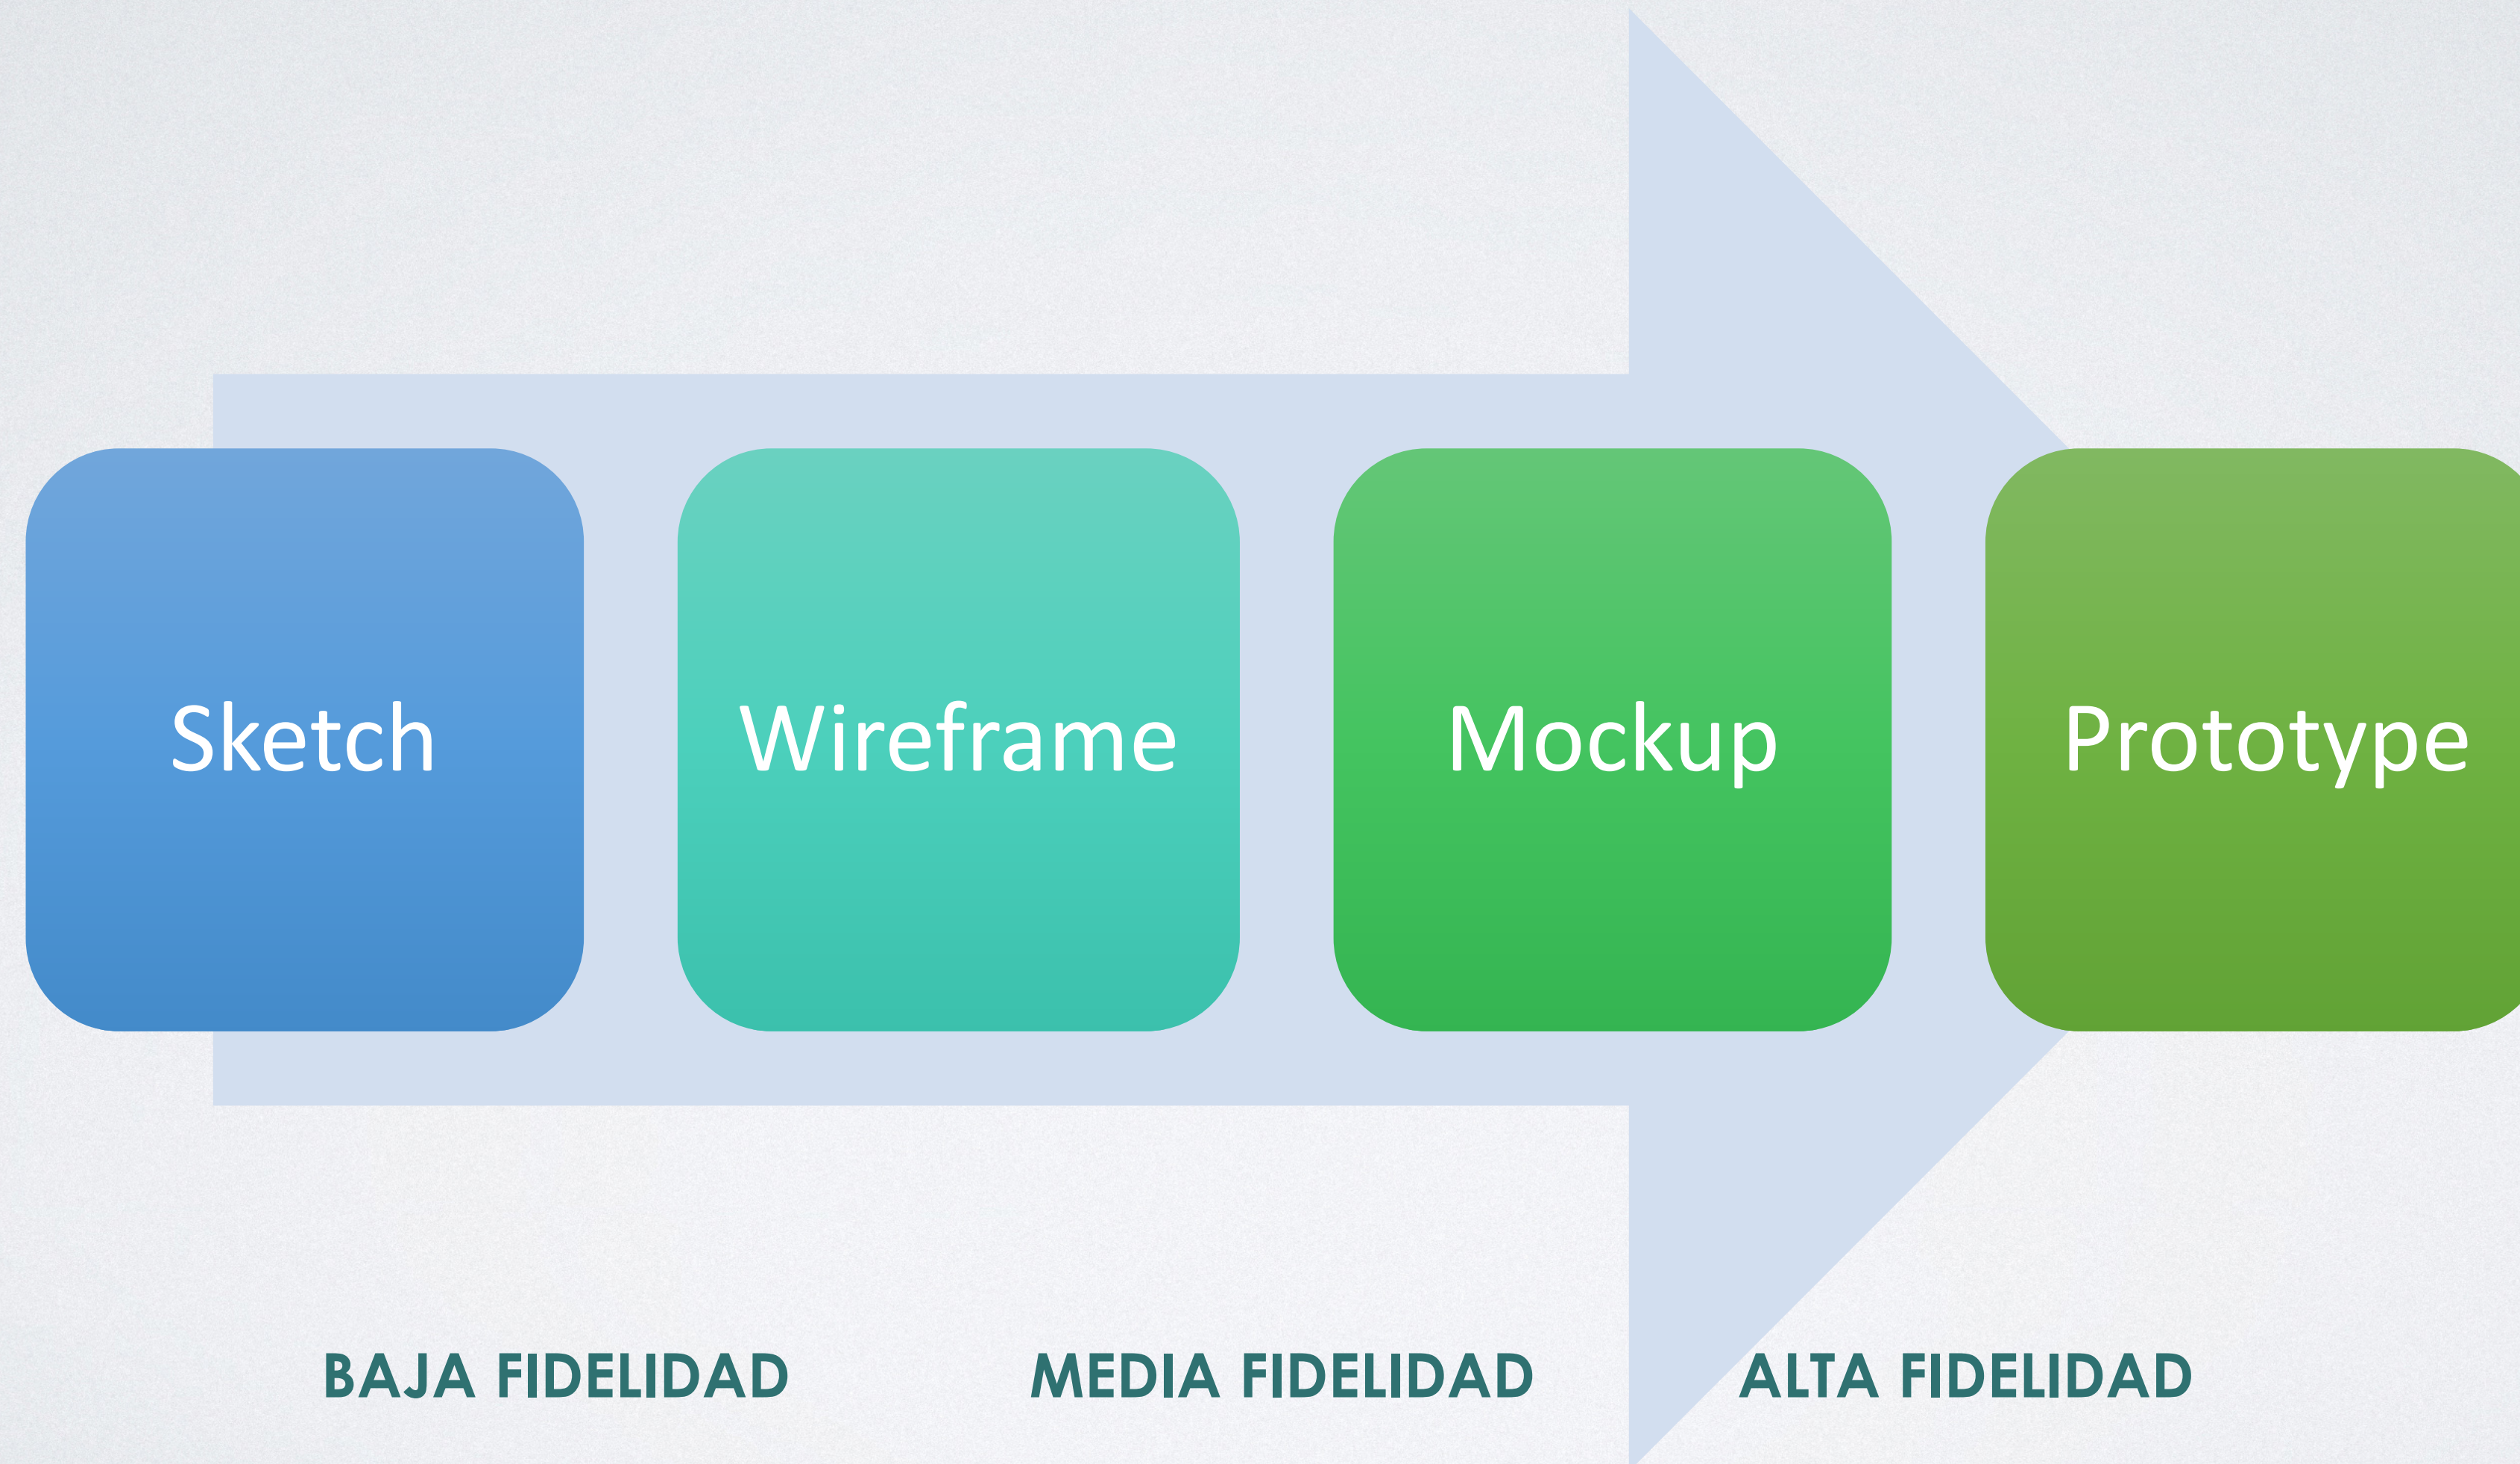 Sketch
Wireframe
Mockup
Prototype
BAJA FIDELIDAD
MEDIA FIDELIDAD
ALTA FIDELIDAD